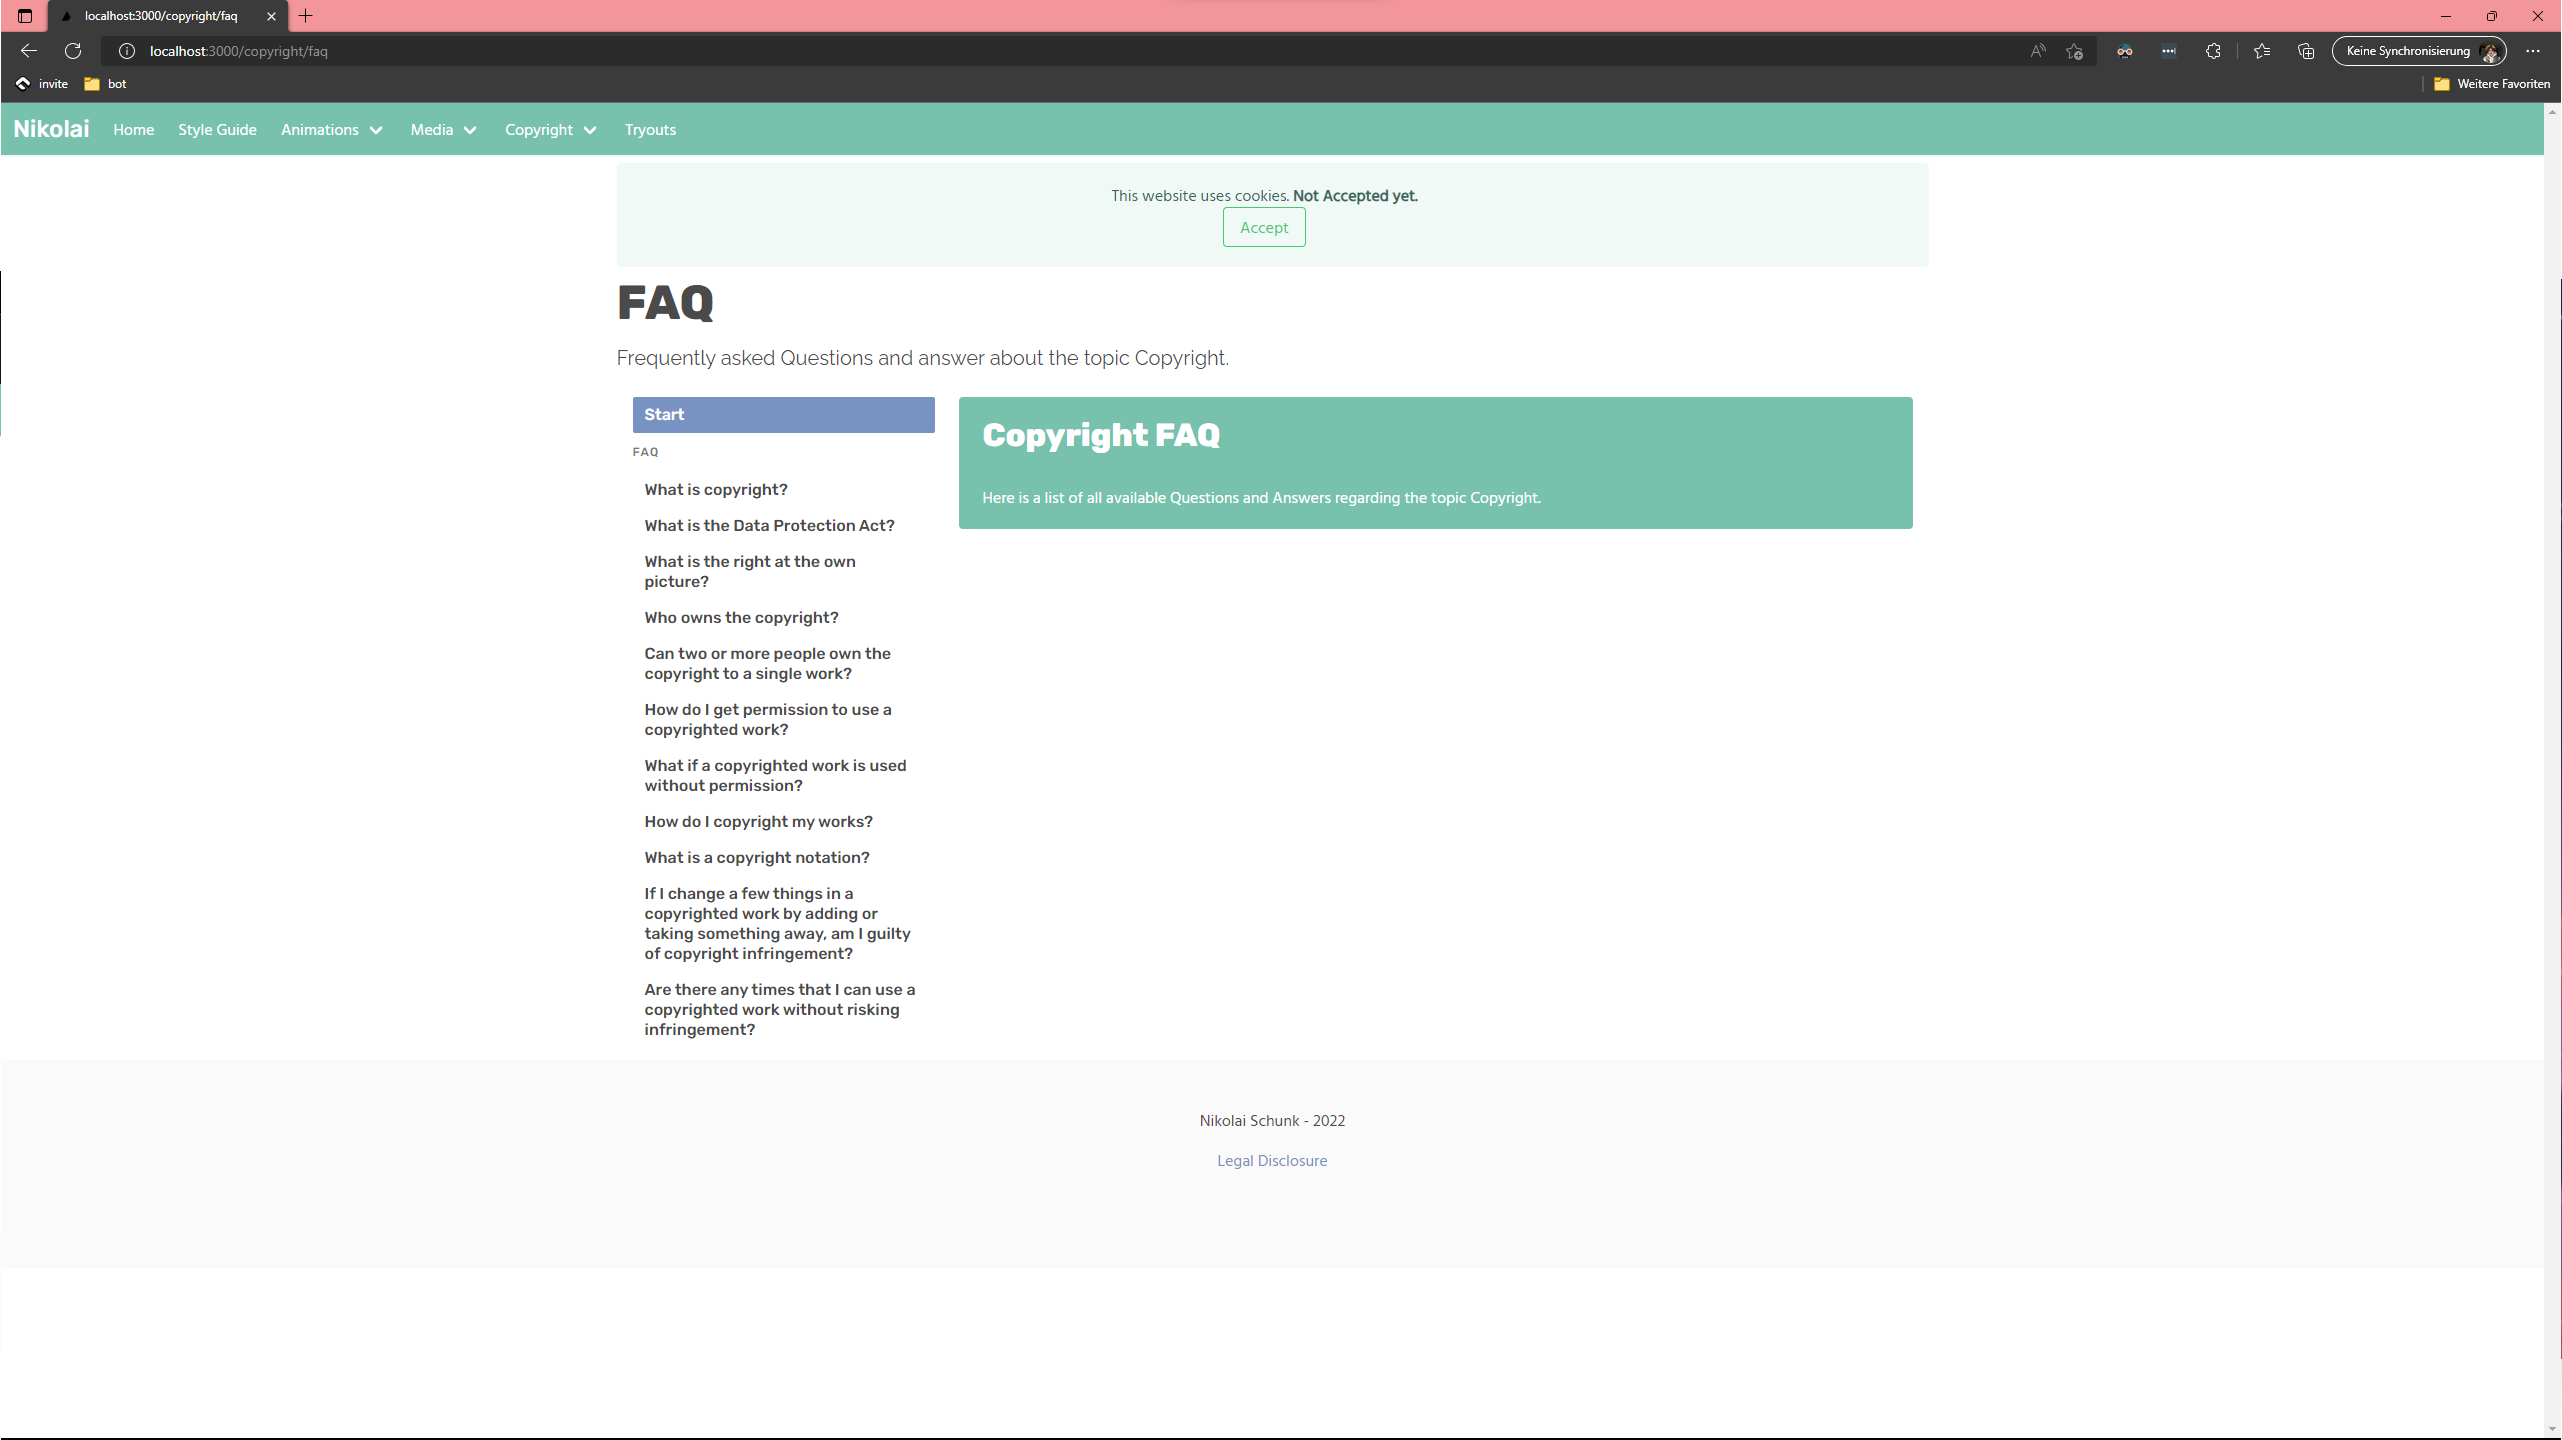 localhost:3000/copyright/faq
localhost:3000/copyright/faq
Keine Synchronisierung
invite
bot
Weitere Favoriten
Nikolai Home Style Guide Animations Media Copyright Tryouts
This website uses cookies. Not Accepted yet.
Accept
FAQ
Frequently asked Questions and answer about the topic Copyright.
Start
FAQ
What is copyright?
What is the Data Protection Act?
What is the right at the own
picture?
Who owns the copyright?
Can two or more people own the
copyright to a single work?
How do I get permission to use a
copyrighted work?
What if a copyrighted work is used
without permission?
How do I copyright my works?
What is a copyright notation?
If I change a few things in a
copyrighted work by adding or
taking something away, am I guilty
of copyright infringement?
Are there any times that I can use a
copyrighted work without risking
infringement?
Copyright FAQ
Here is a list of all available Questions and Answers regarding the topic Copyright.
Nikolai Schunk - 2022
Legal Disclosure